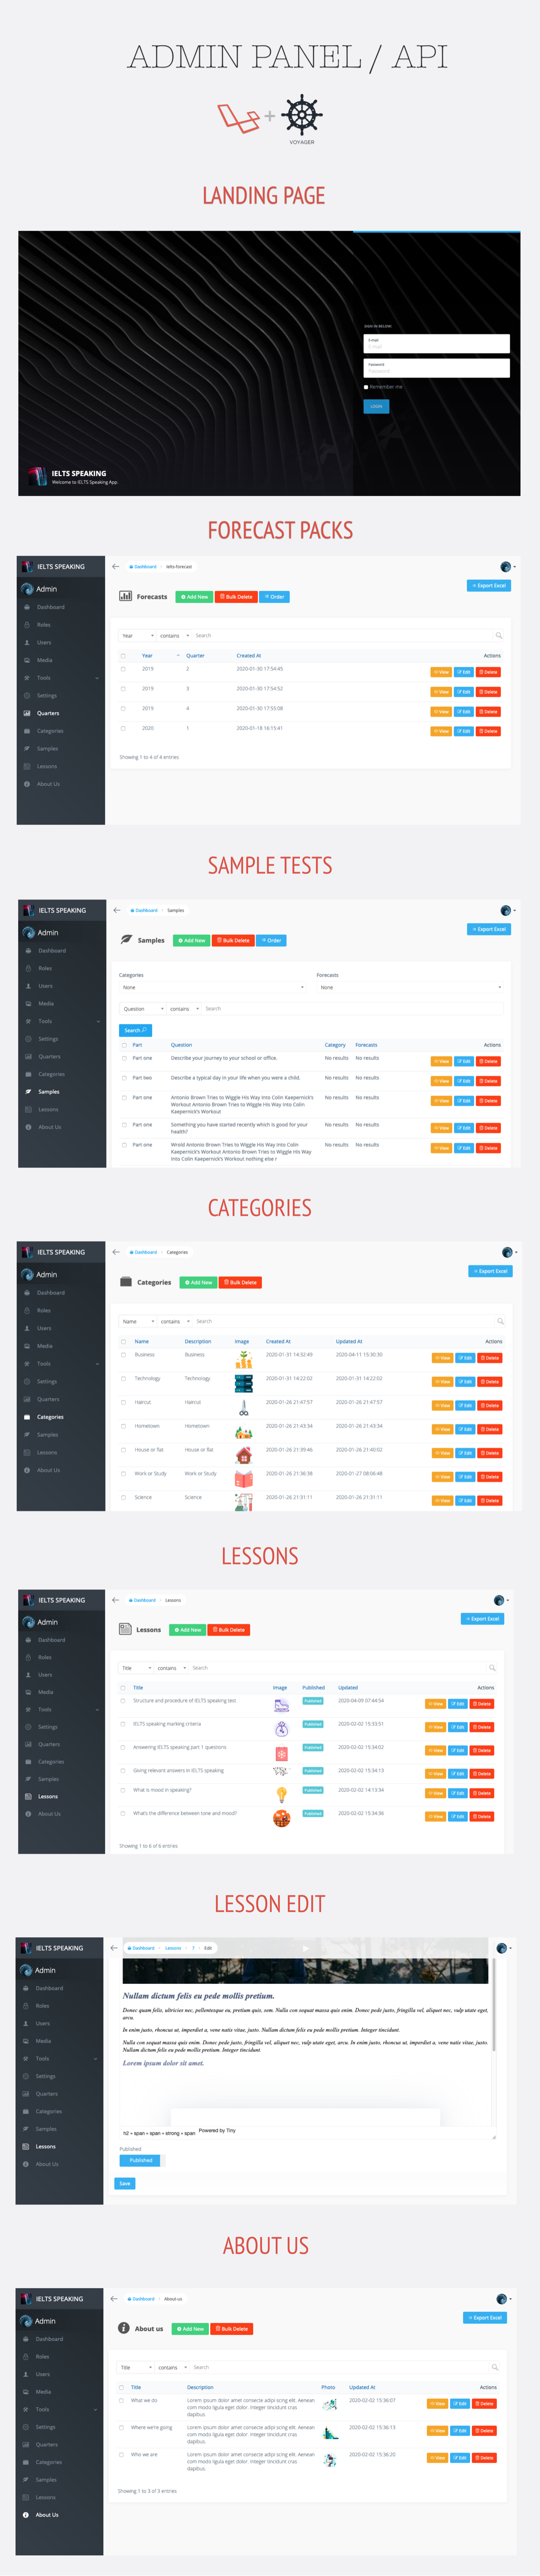 ADMIN PANEL / API
+
VOYAGER
LANDING PAGE
SIGN IN BELOW:
E-mail
E-mail
Password
Password
Remember me
LOGIN
IELTS SPEAKING
Welcome to IELTS Speaking App.
FORECAST PACKS
IELTS SPEAKING
Dashboard
Ielts-forecast
Admin
Export Excel
Forecasts
Add New
Bulk Delete
Order
Dashboard
Roles
Users
Media
Tools
Settings
Quarters
Categories
Samples
Lessons
About Us
Year contains Search
Year Quarter Created At Actions
2019 2 2020-01-30 17:54:45 View Edit Delete
2019 3 2020-01-30 17:54:52 View Edit Delete
2019 4 2020-01-30 17:55:08 View Edit Delete
2020 1 2020-01-18 16:15:41 View Edit Delete
Showing 1 to 4 of 4 entries
SAMPLE TESTS
IELTS SPEAKING
Dashboard
Samples
Admin
Export Excel
Samples
Add New
Bulk Delete
Order
Dashboard
Roles
Users
Media
Tools
Settings
Quarters
Categories
Samples
Lessons
About Us
Categories Forecasts
None None
Question contains Search
Search
Part Question Category Forecasts Actions
Part one Describe your journey to your school or office. No results No results View Edit Delete
Part two Describe a typical day in your life when you were a child. No results No results View Edit Delete
Part one Antonio Brown Tries to Wiggle His Way Into Colin Kaepernick's No results No results View Edit Delete
Workout Antonio Brown Tries to Wiggle His Way Into Colin
Kaepernick's Workout
Part one Something you have started recently which is good for your No results No results View Edit Delete
health?
Part one Wroid Antonio Brown Tries to Wiggle His Way Into Colin No results No results View Edit Delete
Kaepernick's Workout Antonio Brown Tries to Wiggle His Way
Into Colin Kaepernick's Workout nothing else r
CATEGORIES
IELTS SPEAKING
Dashboard
Categories
Admin
Export Excel
Categories
Add New
Bulk Delete
Dashboard
Roles
Users
Media
Tools
Settings
Quarters
Categories
Samples
Lessons
About Us
Name contains Search
Name Description Image Created At Updated At Actions
Business Business 2020-01-31 14:32:49 2020-04-11 15:30:30 View Edit Delete
Technology Technology 2020-01-31 14:22:02 2020-01-31 14:22:02 View Edit Delete
Haircut Haircut 2020-01-26 21:47:57 2020-01-26 21:47:57 View Edit Delete
Hometown Hometown 2020-01-26 21:43:34 2020-01-26 21:43:34 View Edit Delete
House or flat House or flat 2020-01-26 21:39:46 2020-01-26 21:40:02 View Edit Delete
Work or Study Work or Study 2020-01-26 21:36:38 2020-01-27 08:06:48 View Edit Delete
Science Science 2020-01-26 21:31:11 2020-01-26 21:31:11 View Edit Delete
LESSONS
IELTS SPEAKING
Dashboard
Lessons
Admin
Export Excel
Lessons
Add New
Bulk Delete
Dashboard
Roles
Users
Media
Tools
Settings
Quarters
Categories
Samples
Lessons
About Us
Title contains Search
Title Image Published Updated Actions
Structure and procedure of IELTS speaking test Published 2020-04-09 07:44:54 View Edit Delete
IELTS speaking marking criteria Published 2020-02-02 15:33:51 View Edit Delete
Answering IELTS speaking part 1 questions Published 2020-02-02 15:34:02 View Edit Delete
Giving relevant answers in IELTS speaking Published 2020-02-02 15:34:13 View Edit Delete
What is mood in speaking? Published 2020-02-02 14:13:34 View Edit Delete
What's the difference between tone and mood? Published 2020-02-02 15:34:36 View Edit Delete
Showing 1 to 6 of 6 entries
LESSON EDIT
IELTS SPEAKING
Dashboard
Lessons
7
Edit
Admin
Dashboard
Roles
Users
Media
Tools
Settings
Quarters
Categories
Samples
Lessons
About Us
Nullam dictum felis eu pede mollis pretium.
Donec quam felis, ultricies nec, pellentesque eu, pretium quis, sem. Nulla con sequat massa quis enim. Donec pede justo, fringilla vel, aliquet nec, vulp utate eget,
arcu.
In enim justo, rhoncus ut, imperdiet a, vene natis vitae, justo. Nullam dictum felis eu pede mollis pretium. Integer tincidunt.
Nulla con sequat massa quis enim. Donec pede justo, fringilla vel, aliquet nec, vulp utate eget, arcu. In enim justo, rhoncus ut, imperdiet a, vene natis vitae, justo.
Nullam dictum felis eu pede mollis pretium. Integer tincidunt.
Lorem ipsum dolor sit amet.
h2 » span » span » strong » span Powered by Tiny
Published
Published
Save
ABOUT US
IELTS SPEAKING
Dashboard
About-us
Admin
Export Excel
About us
Add New
Bulk Delete
Dashboard
Roles
Users
Media
Tools
Settings
Quarters
Categories
Samples
Lessons
About Us
Title contains Search
Title Description Photo Updated At Actions
What we do Lorem ipsum dolor amet consecte adipi scing elit. Aenean 2020-02-02 15:36:07 View Edit Delete
com modo ligula eget dolor. Integer tincidunt cras
dapibus.
Where we're going Lorem ipsum dolor amet consecte adipi scing elit. Aenean 2020-02-02 15:36:13 View Edit Delete
com modo ligula eget dolor. Integer tincidunt cras
dapibus.
Who we are Lorem ipsum dolor amet consecte adipi scing elit. Aenean 2020-02-02 15:36:20 View Edit Delete
com modo ligula eget dolor. Integer tincidunt cras
dapibus.
Showing 1 to 3 of 3 entries